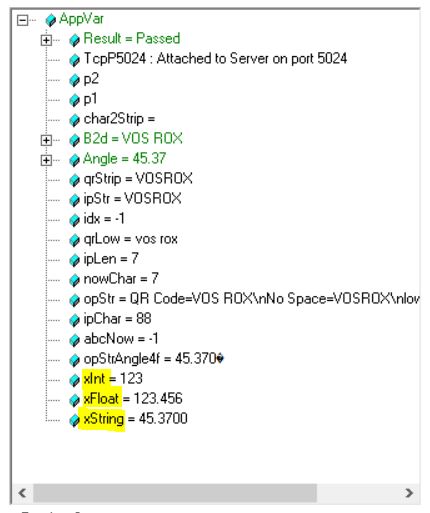 AppVar
Result = Passed
TcpP5024 : Attached to Server on port 5024
p2
p1
char2Strip =
B2d = VOS ROX
Angle = 45.37
qrStrip = VOSROX
ipStr = VOSROX
idx = -1
qrLow = vos rox
ipLen = 7
nowChar = 7
opStr = QR Code=VOS ROX\nNo Space=VOSROX\nlow
ipChar = 88
abcNow = -1
opStrAngle4f = 45.370�
xInt = 123
xFloat = 123.456
xString = 45.3700